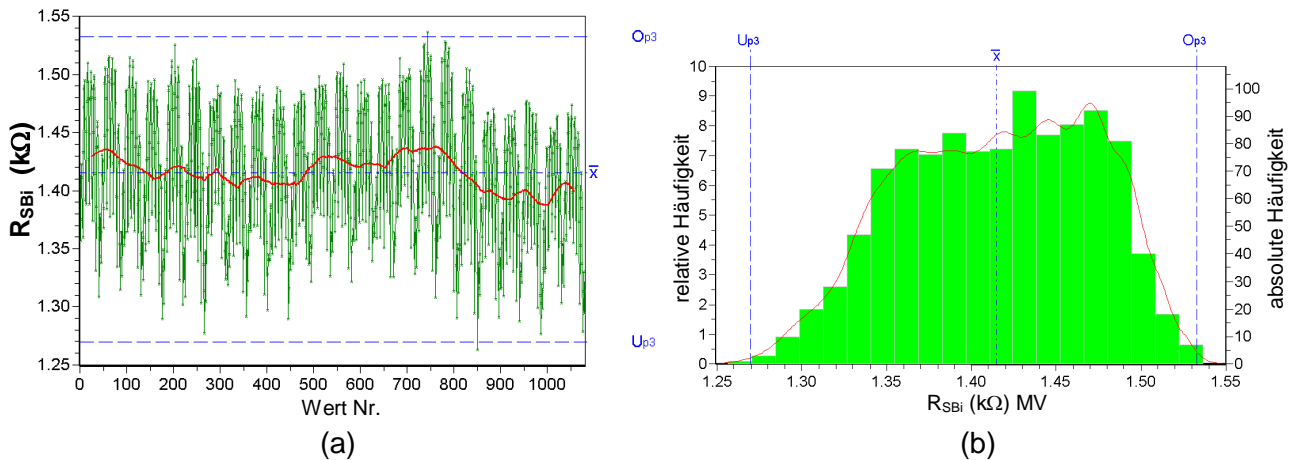 1.55
1.50
1.45
1.40
1.35
1.30
1.25
R_SBi (kΩ)
0 100 200 300 400 500 600 700 800 900 1000
Wert Nr.
Op3
x̅
Up3
(a)
Up3
x̅
Op3
10
9
8
7
6
5
4
3
2
1
0
relative Häufigkeit
100
90
80
70
60
50
40
30
20
10
0
absolute Häufigkeit
1.25 1.30 1.35 1.40 1.45 1.50 1.55
R_SBi (kΩ) MV
(b)